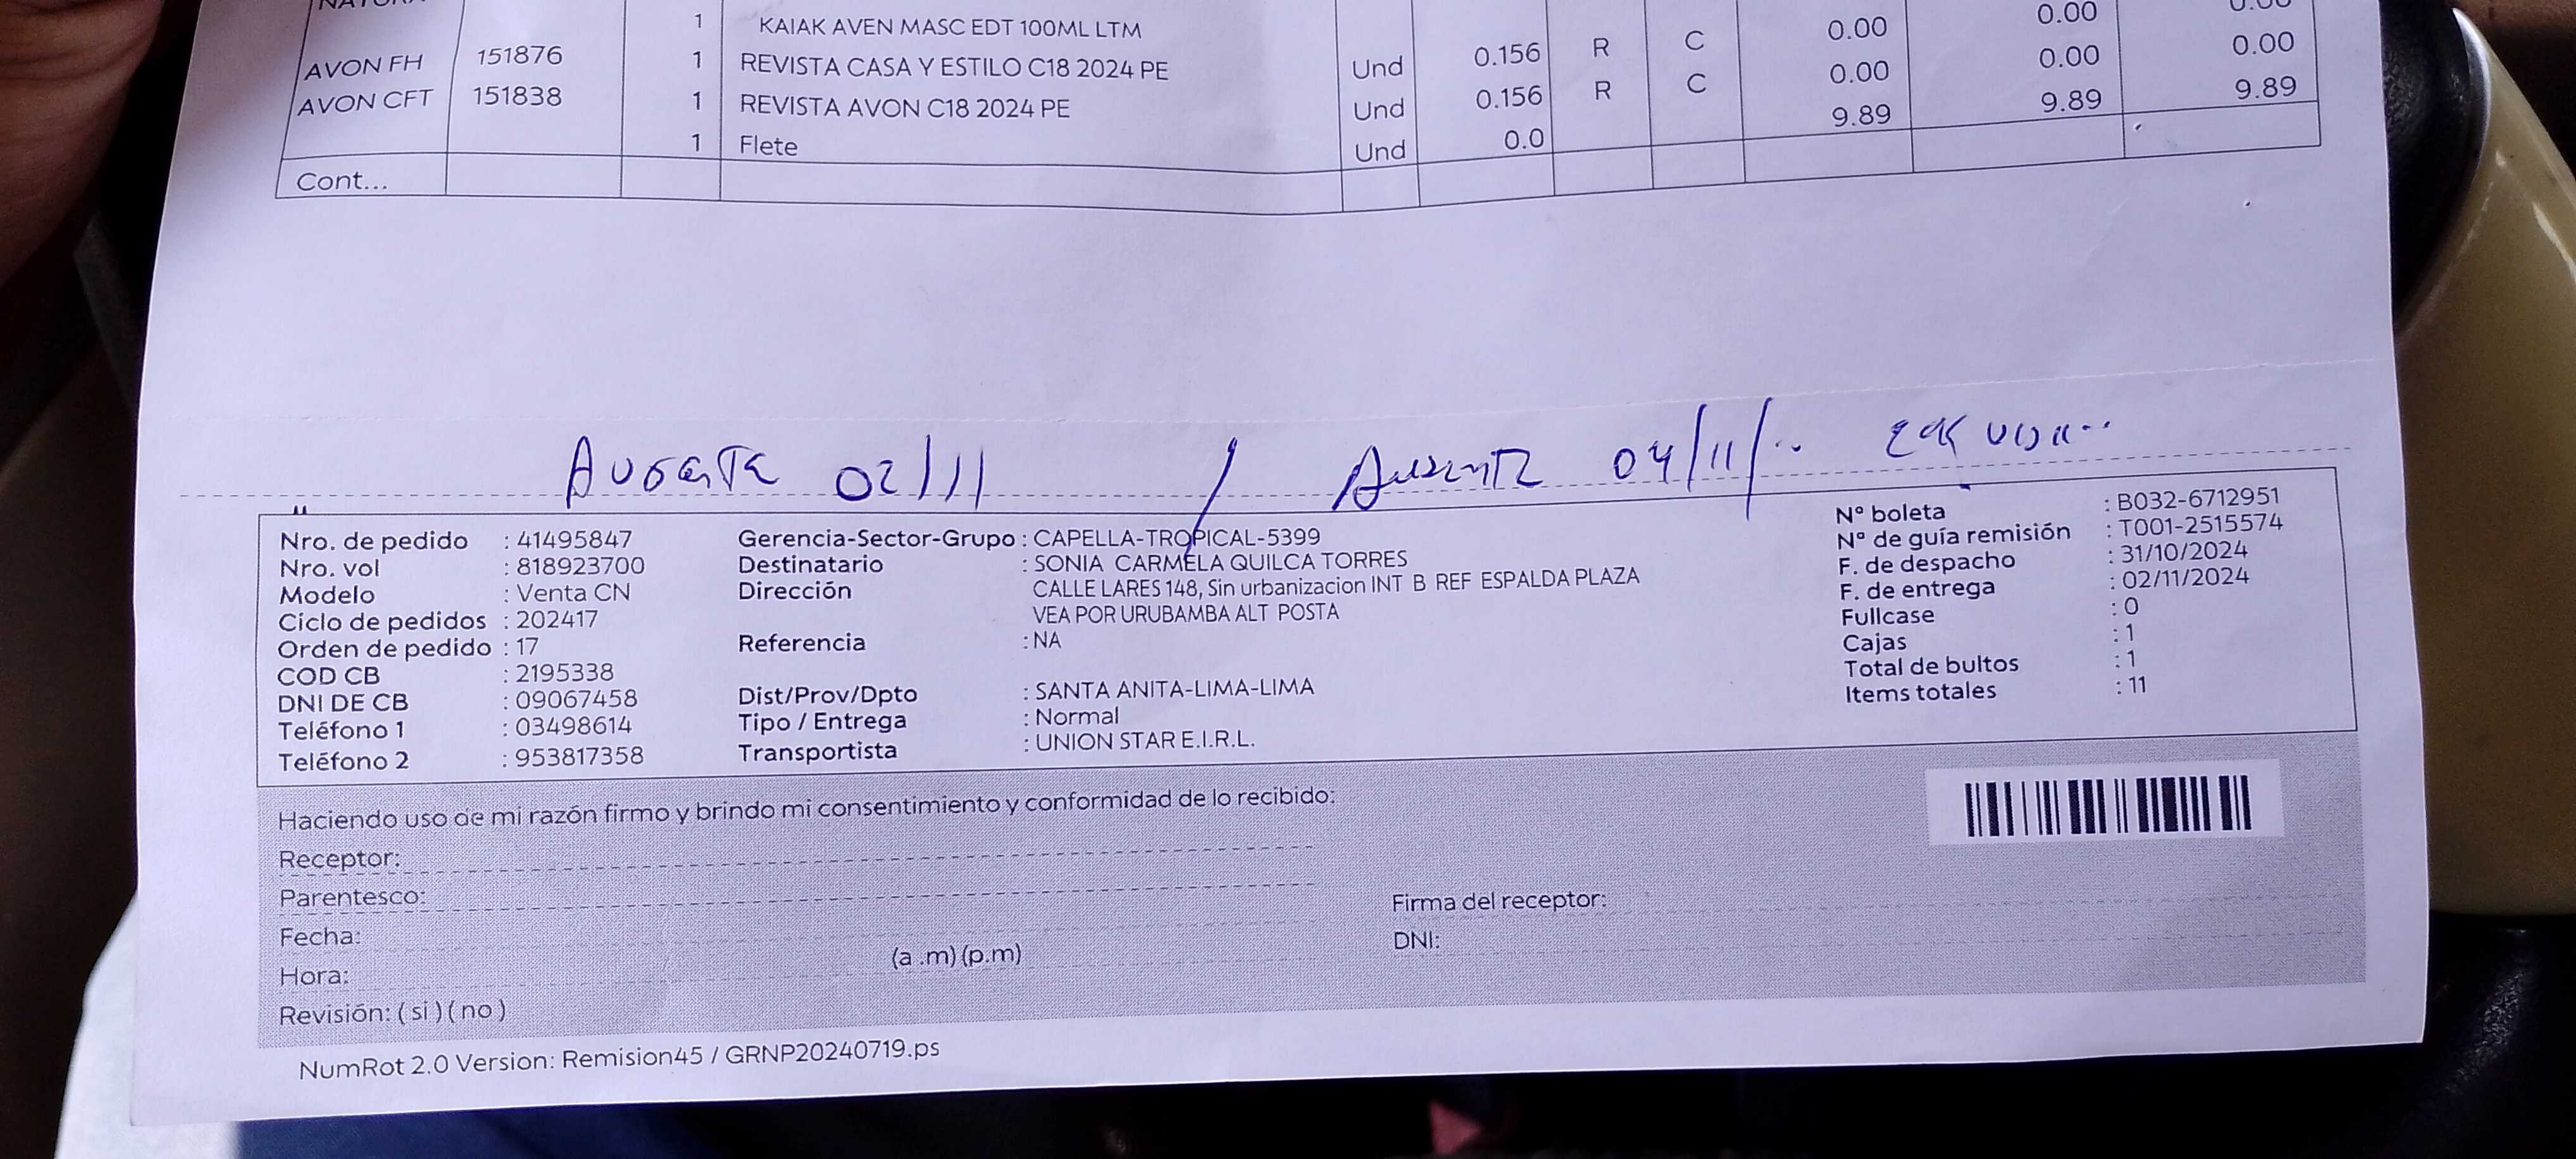 1 KAIAK AVEN MASC EDT 100ML LTM 0.00 0.00 0.00
AVON FH 151876 1 REVISTA CASA Y ESTILO C18 2024 PE Und 0.156 R C 0.00 0.00 0.00
AVON CFT 151838 1 REVISTA AVON C18 2024 PE Und 0.156 R C 9.89 9.89 9.89
1 Flete Und 0.0
Cont...
Ausente 02/11 / Ausente 04/11/..
Nro. de pedido : 41495847
Nro. vol : 818923700
Modelo : Venta CN
Ciclo de pedidos : 202417
Orden de pedido : 17
COD CB : 2195338
DNI DE CB : 09067458
Teléfono 1 : 03498614
Teléfono 2 : 953817358
Gerencia-Sector-Grupo : CAPELLA-TROPICAL-5399
Destinatario : SONIA CARMELA QUILCA TORRES
Dirección : CALLE LARES 148, Sin urbanizacion INT B REF ESPALDA PLAZA
VEA POR URUBAMBA ALT POSTA
Referencia : NA
Dist/Prov/Dpto : SANTA ANITA-LIMA-LIMA
Tipo / Entrega : Normal
Transportista : UNION STAR E.I.R.L.
N° boleta : B032-6712951
N° de guía remisión : T001-2515574
F. de despacho : 31/10/2024
F. de entrega : 02/11/2024
Fullcase : 0
Cajas : 1
Total de bultos : 1
Items totales : 11
Haciendo uso de mi razón firmo y brindo mi consentimiento y conformidad de lo recibido:
Receptor:
Parentesco:
Fecha:
Hora: (a .m) (p.m)
Revisión: ( si ) ( no )
Firma del receptor:
DNI:
NumRot 2.0 Version: Remision45 / GRNP20240719.ps